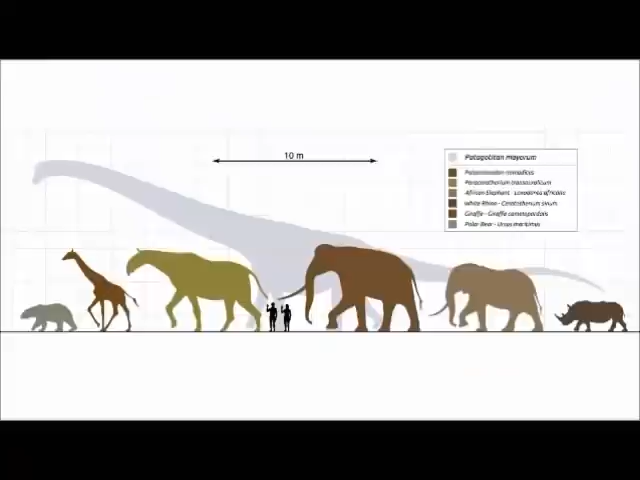 10 m
Patagotitan mayorum
Palaeoloxodon namadicus
Paraceratherium transouralicum
African Elephant - Loxodonta africana
White Rhino - Ceratotherium simum
Giraffe - Giraffa camelopardalis
Polar Bear - Ursus maritimus